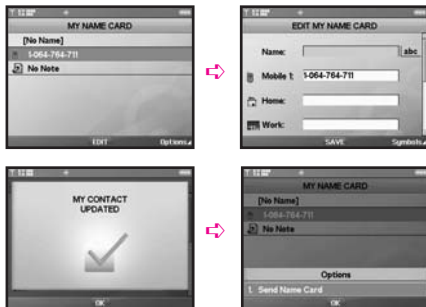 MY NAME CARD
[No Name]
1-064-764-711
No Note
EDIT
Options
EDIT MY NAME CARD
Name:
abc
Mobile 1: 1-064-764-711
Home:
Work:
SAVE
Symbols
MY CONTACT
UPDATED
OK
MY NAME CARD
[No Name]
1-064-764-711
No Note
Options
1. Send Name Card
OK